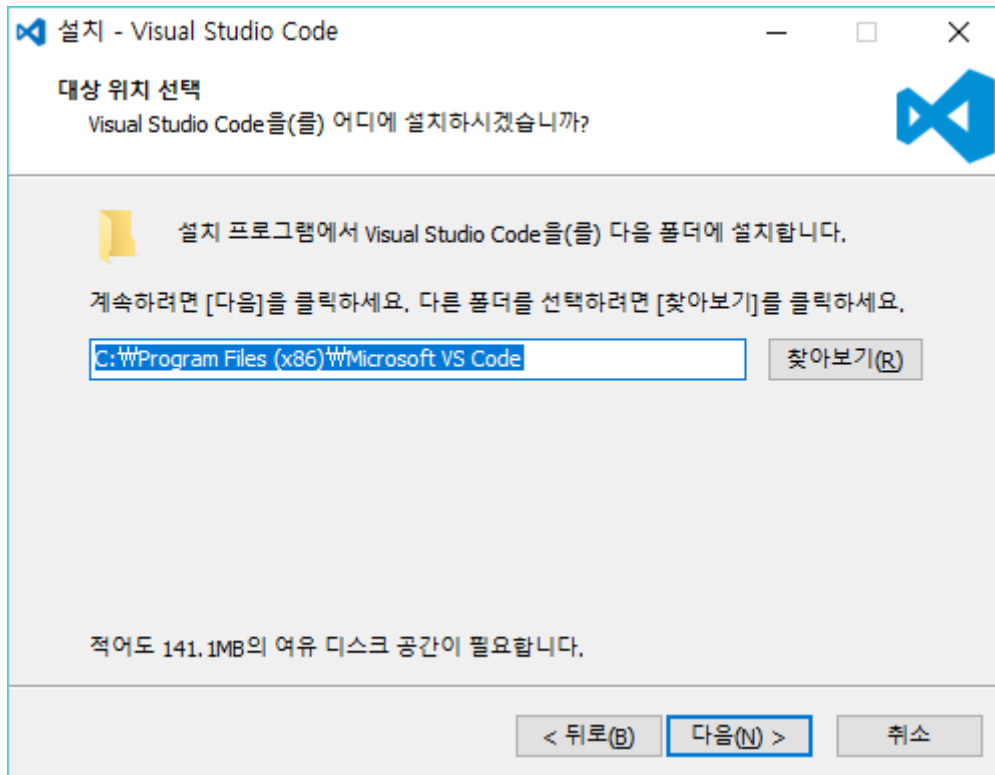 설치 - Visual Studio Code
대상 위치 선택
Visual Studio Code을(를) 어디에 설치하시겠습니까?
설치 프로그램에서 Visual Studio Code을(를) 다음 폴더에 설치합니다.
계속하려면 [다음]을 클릭하세요. 다른 폴더를 선택하려면 [찾아보기]를 클릭하세요.
C:₩Program Files (x86)₩Microsoft VS Code
찾아보기(R)
적어도 141.1MB의 여유 디스크 공간이 필요합니다.
< 뒤로(B) 다음(N) > 취소